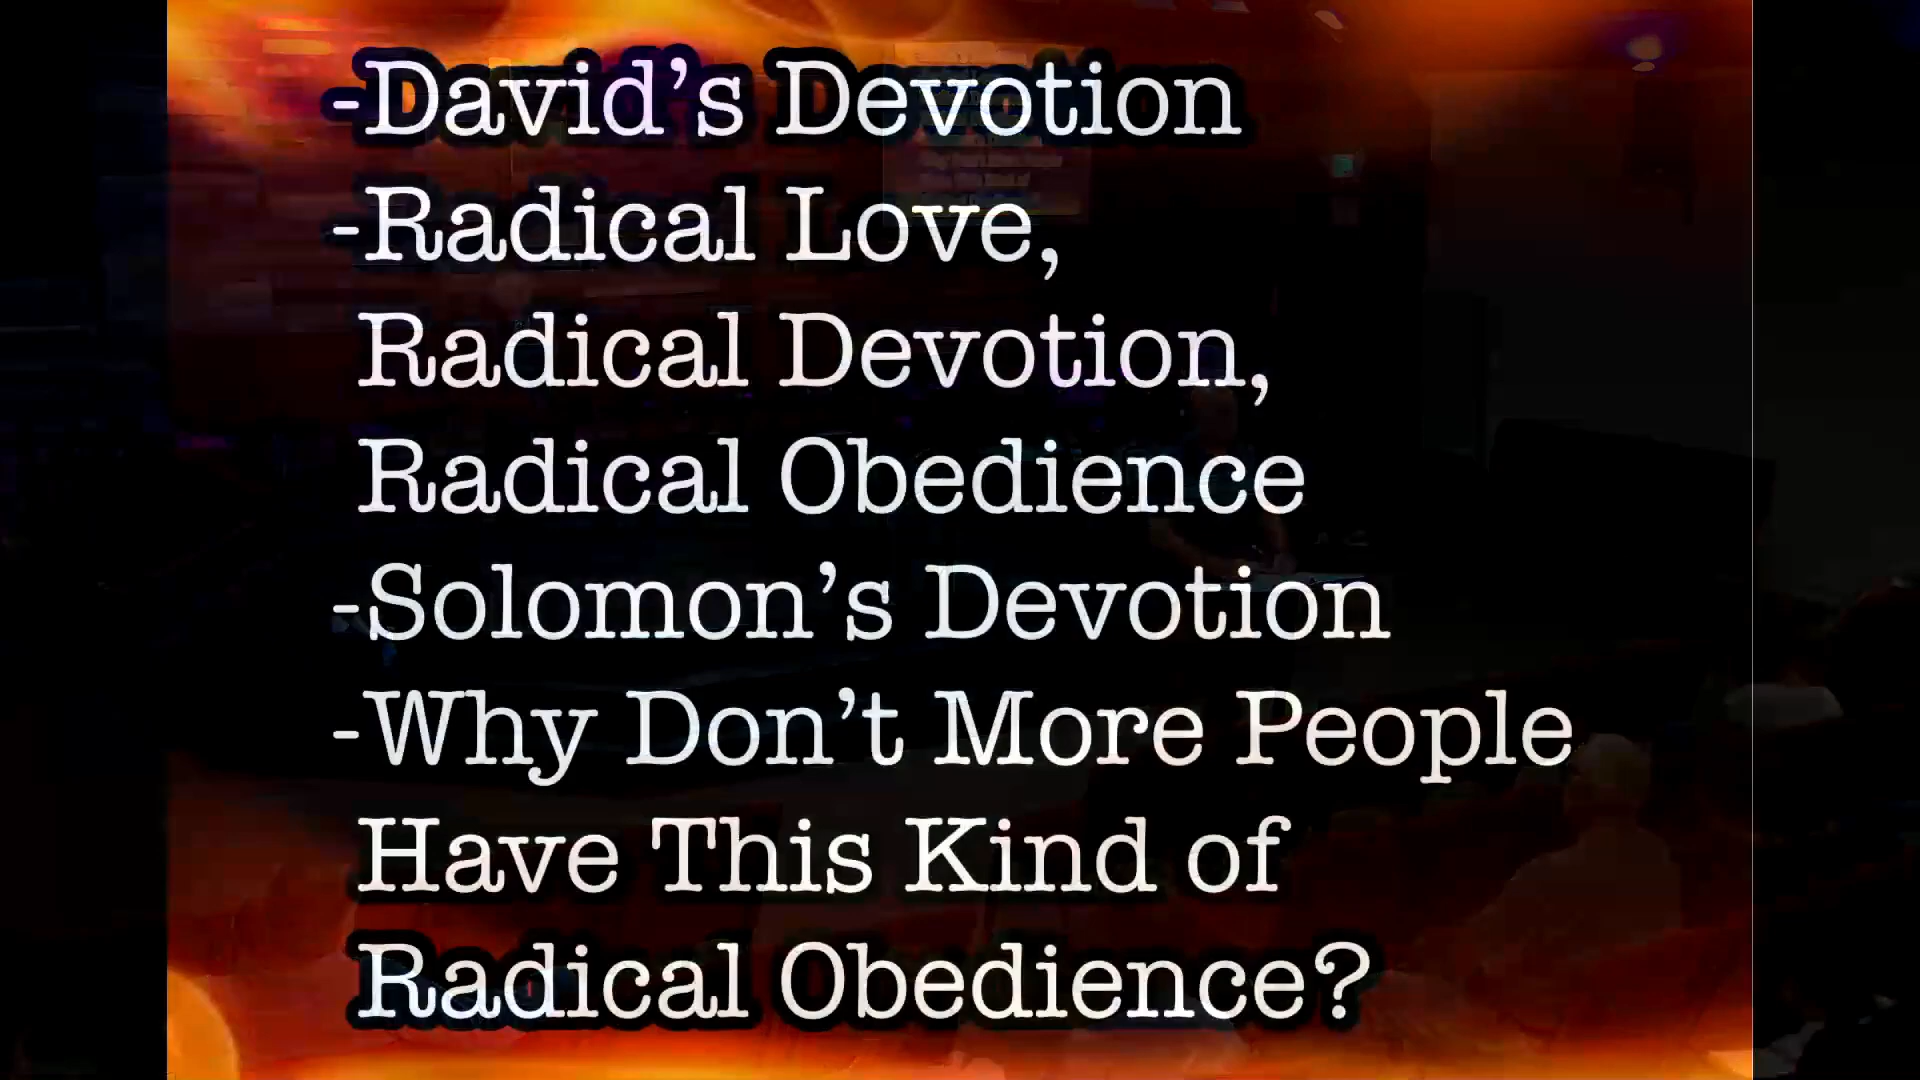 -David’s Devotion
-Radical Love,
Radical Devotion,
Radical Obedience
-Solomon’s Devotion
-Why Don’t More People
Have This Kind of
Radical Obedience?